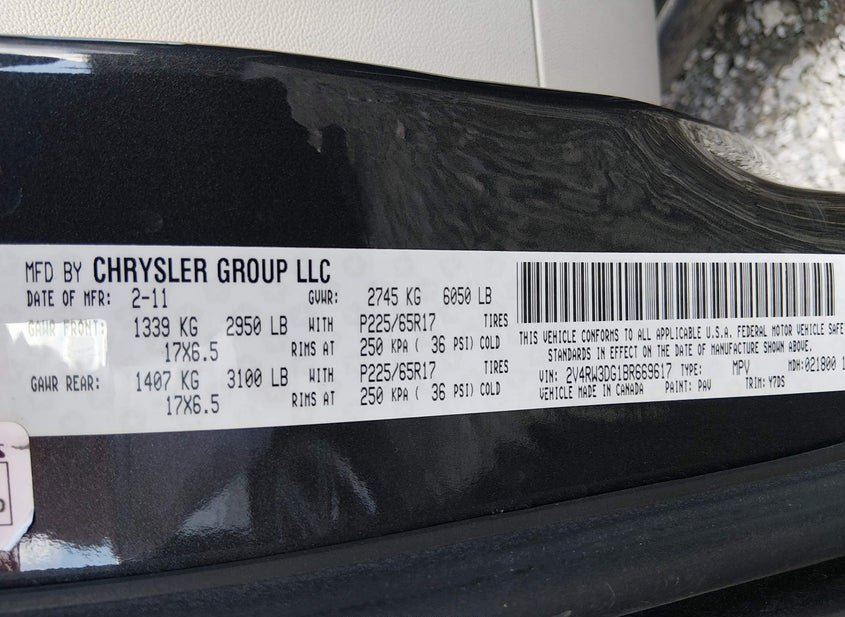 MFD BY CHRYSLER GROUP LLC
DATE OF MFR: 2-11 GVWR: 2745 KG 6050 LB
GAWR FRONT: 1339 KG 2950 LB WITH P225/65R17 TIRES
17X6.5 RIMS AT 250 KPA ( 36 PSI) COLD
GAWR REAR: 1407 KG 3100 LB WITH P225/65R17 TIRES
17X6.5 RIMS AT 250 KPA ( 36 PSI) COLD
THIS VEHICLE CONFORMS TO ALL APPLICABLE U.S.A. FEDERAL MOTOR VEHICLE SAFE
STANDARDS IN EFFECT ON THE DATE OF MANUFACTURE SHOWN ABOVE.
VIN: 2V4RW3DG1BR669617 TYPE: MPV MDH:021800 1
VEHICLE MADE IN CANADA PAINT: PAV TRIM: Y7DS